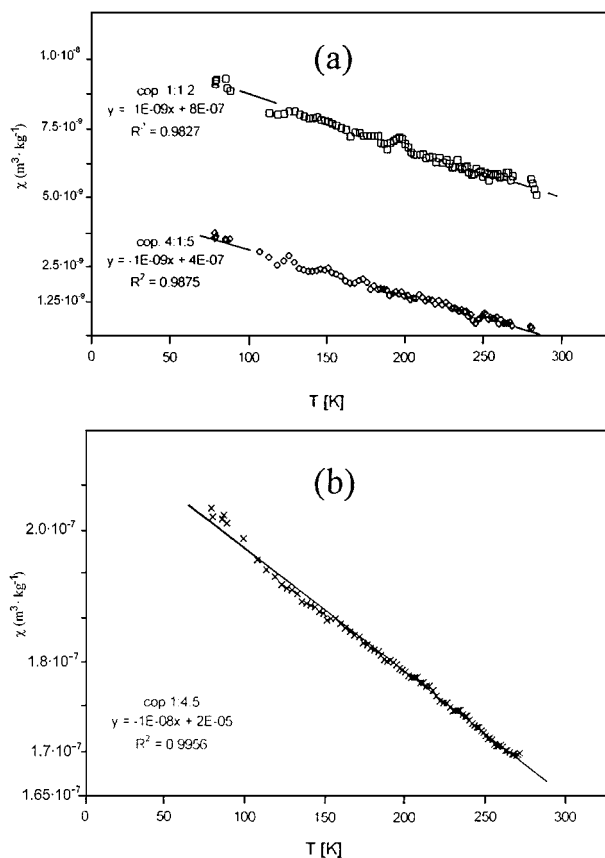 (a)
1.0·10⁻⁸
7.5·10⁻⁹
5.0·10⁻⁹
2.5·10⁻⁹
1.25·10⁻⁹
χ (m³·kg⁻¹)
cop. 1:1:2
y = 1E-09x + 8E-07
R² = 0.9827
cop. 4:1:5
y = -1E-09x + 4E-07
R² = 0.9875
0 50 100 150 200 250 300
T [K]
(b)
2.0·10⁻⁷
1.8·10⁻⁷
1.7·10⁻⁷
1.65·10⁻⁷
χ (m³·kg⁻¹)
cop 1:4:5
y = -1E-08x + 2E-05
R² = 0.9956
0 50 100 150 200 250 300
T [K]